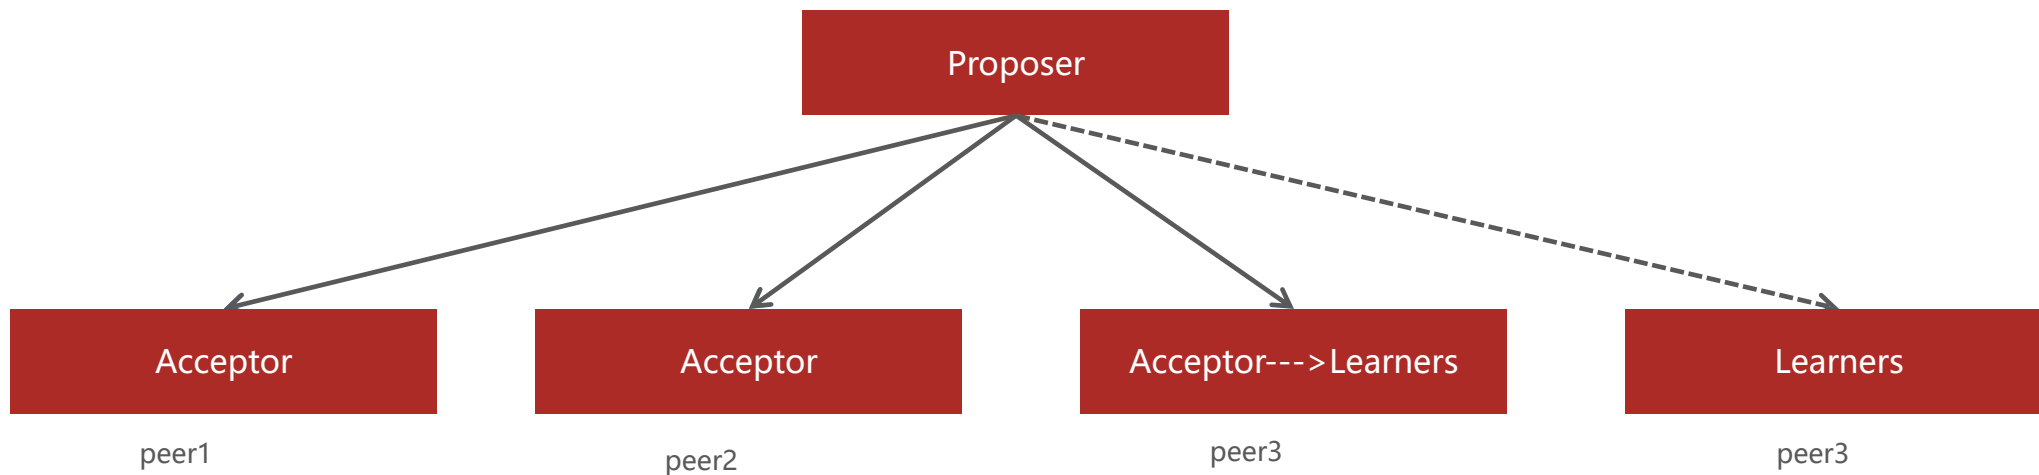 Proposer
Acceptor
Acceptor
Acceptor--->Learners
Learners
peer1
peer2
peer3
peer3